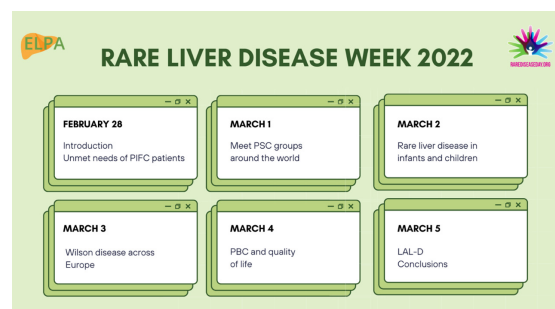 ELPA
RARE LIVER DISEASE WEEK 2022
RAREDISEASEDAY.ORG
FEBRUARY 28
Introduction
Unmet needs of PIFC patients
MARCH 1
Meet PSC groups
around the world
MARCH 2
Rare liver disease in
infants and children
MARCH 3
Wilson disease across
Europe
MARCH 4
PBC and quality
of life
MARCH 5
LAL-D
Conclusions